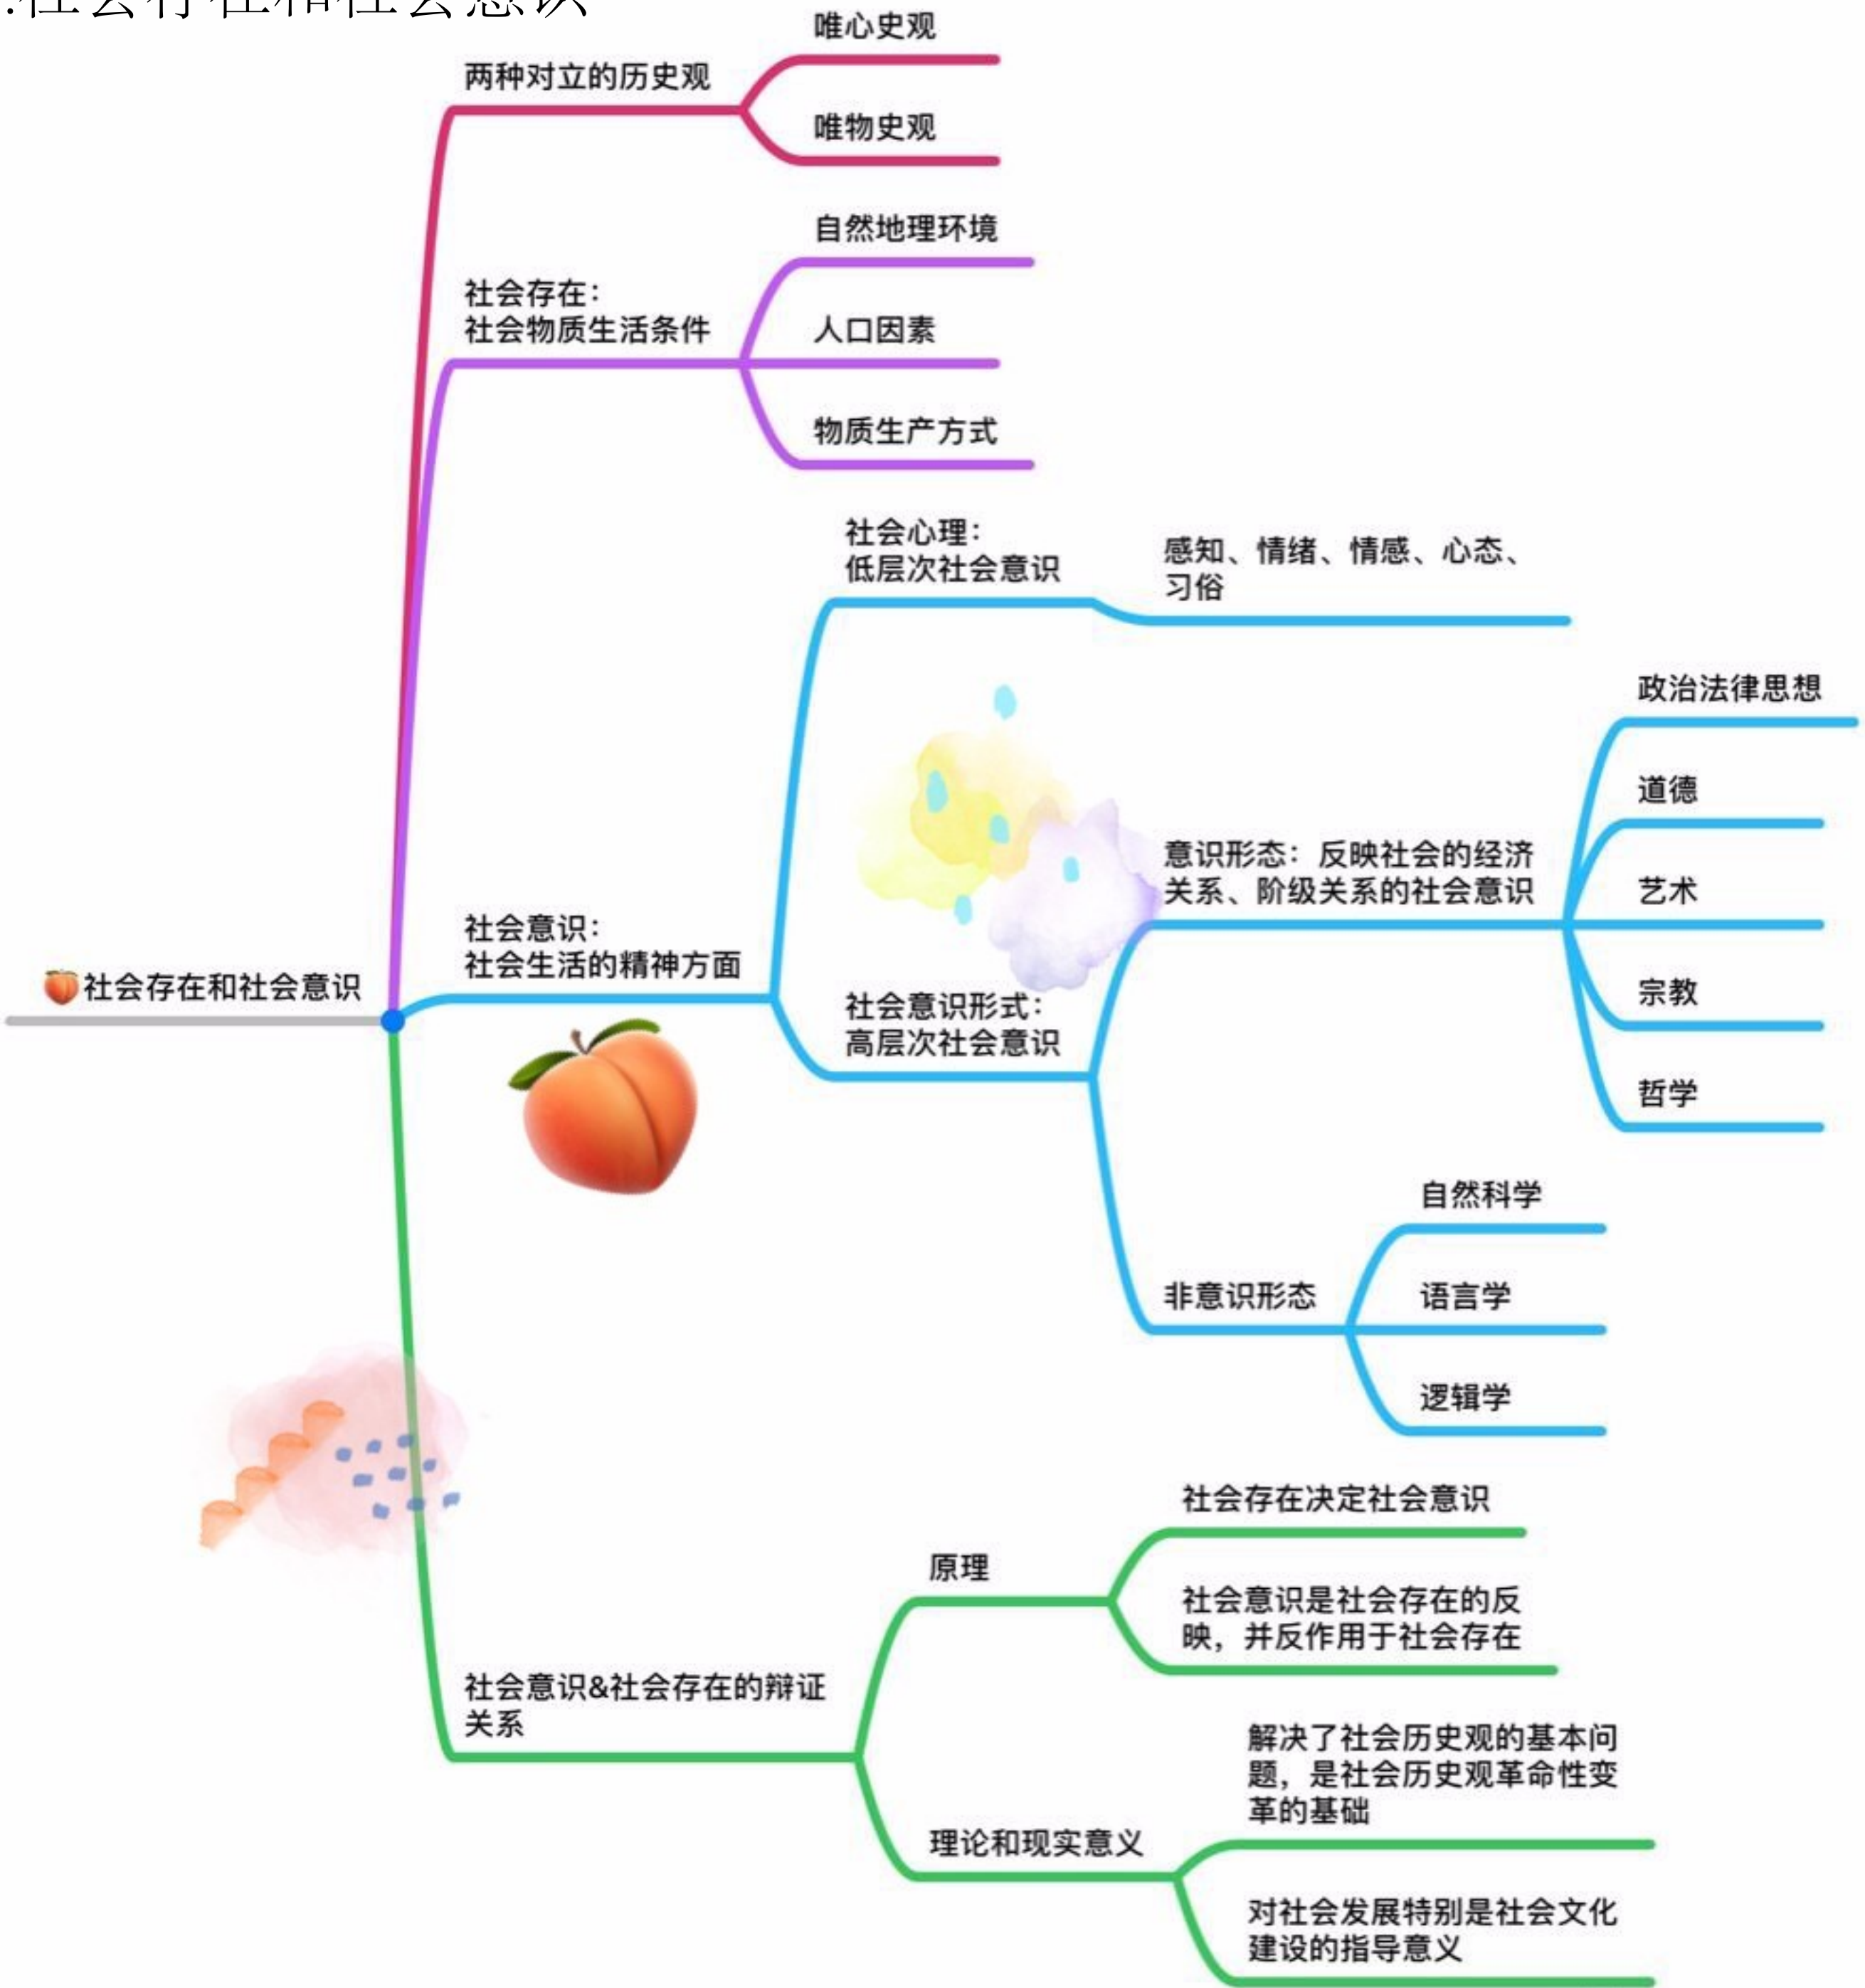 .社会存在和社会意识
唯心史观
两种对立的历史观
唯物史观
自然地理环境
社会存在：
社会物质生活条件
人口因素
物质生产方式
社会心理：
低层次社会意识
感知、情绪、情感、心态、
习俗
政治法律思想
道德
意识形态：反映社会的经济
关系、阶级关系的社会意识
艺术
宗教
哲学
社会意识：
社会生活的精神方面
🍑社会存在和社会意识
社会意识形式：
高层次社会意识
自然科学
非意识形态
语言学
逻辑学
社会存在决定社会意识
原理
社会意识是社会存在的反
映，并反作用于社会存在
社会意识&社会存在的辩证
关系
解决了社会历史观的基本问
题，是社会历史观革命性变
革的基础
理论和现实意义
对社会发展特别是社会文化
建设的指导意义